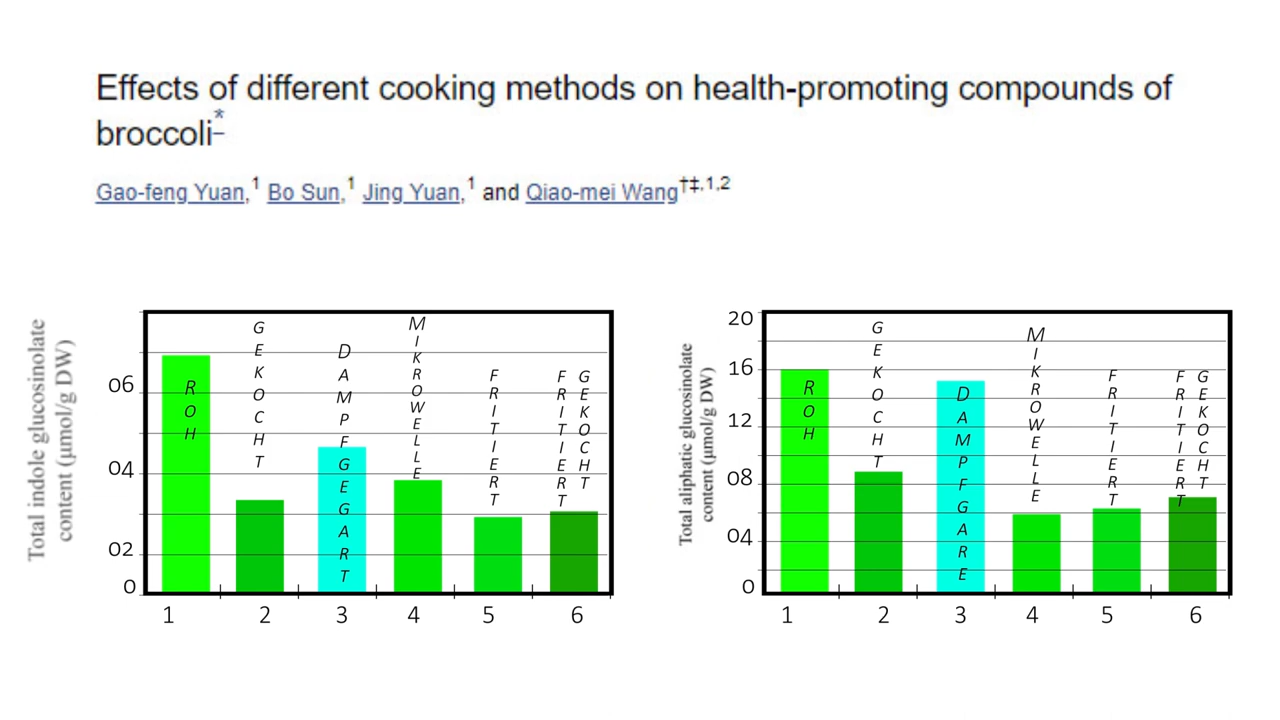 Effects of different cooking methods on health-promoting compounds of
broccoli*
Gao-feng Yuan,1 Bo Sun,1 Jing Yuan,1 and Qiao-mei Wang†‡,1,2
Total indole glucosinolate
content (µmol/g DW)
06
04
02
0
ROH
GEKOCHT
DAMPFGEGART
MIKROWELLE
FRITIERT
FRITIERT
GEKOCHT
1 2 3 4 5 6
Total aliphatic glucosinolate
content (µmol/g DW)
20
16
12
08
04
0
ROH
GEKOCHT
DAMPFGARE
MIKROWELLE
FRITIERT
FRITIERT
GEKOCHT
1 2 3 4 5 6